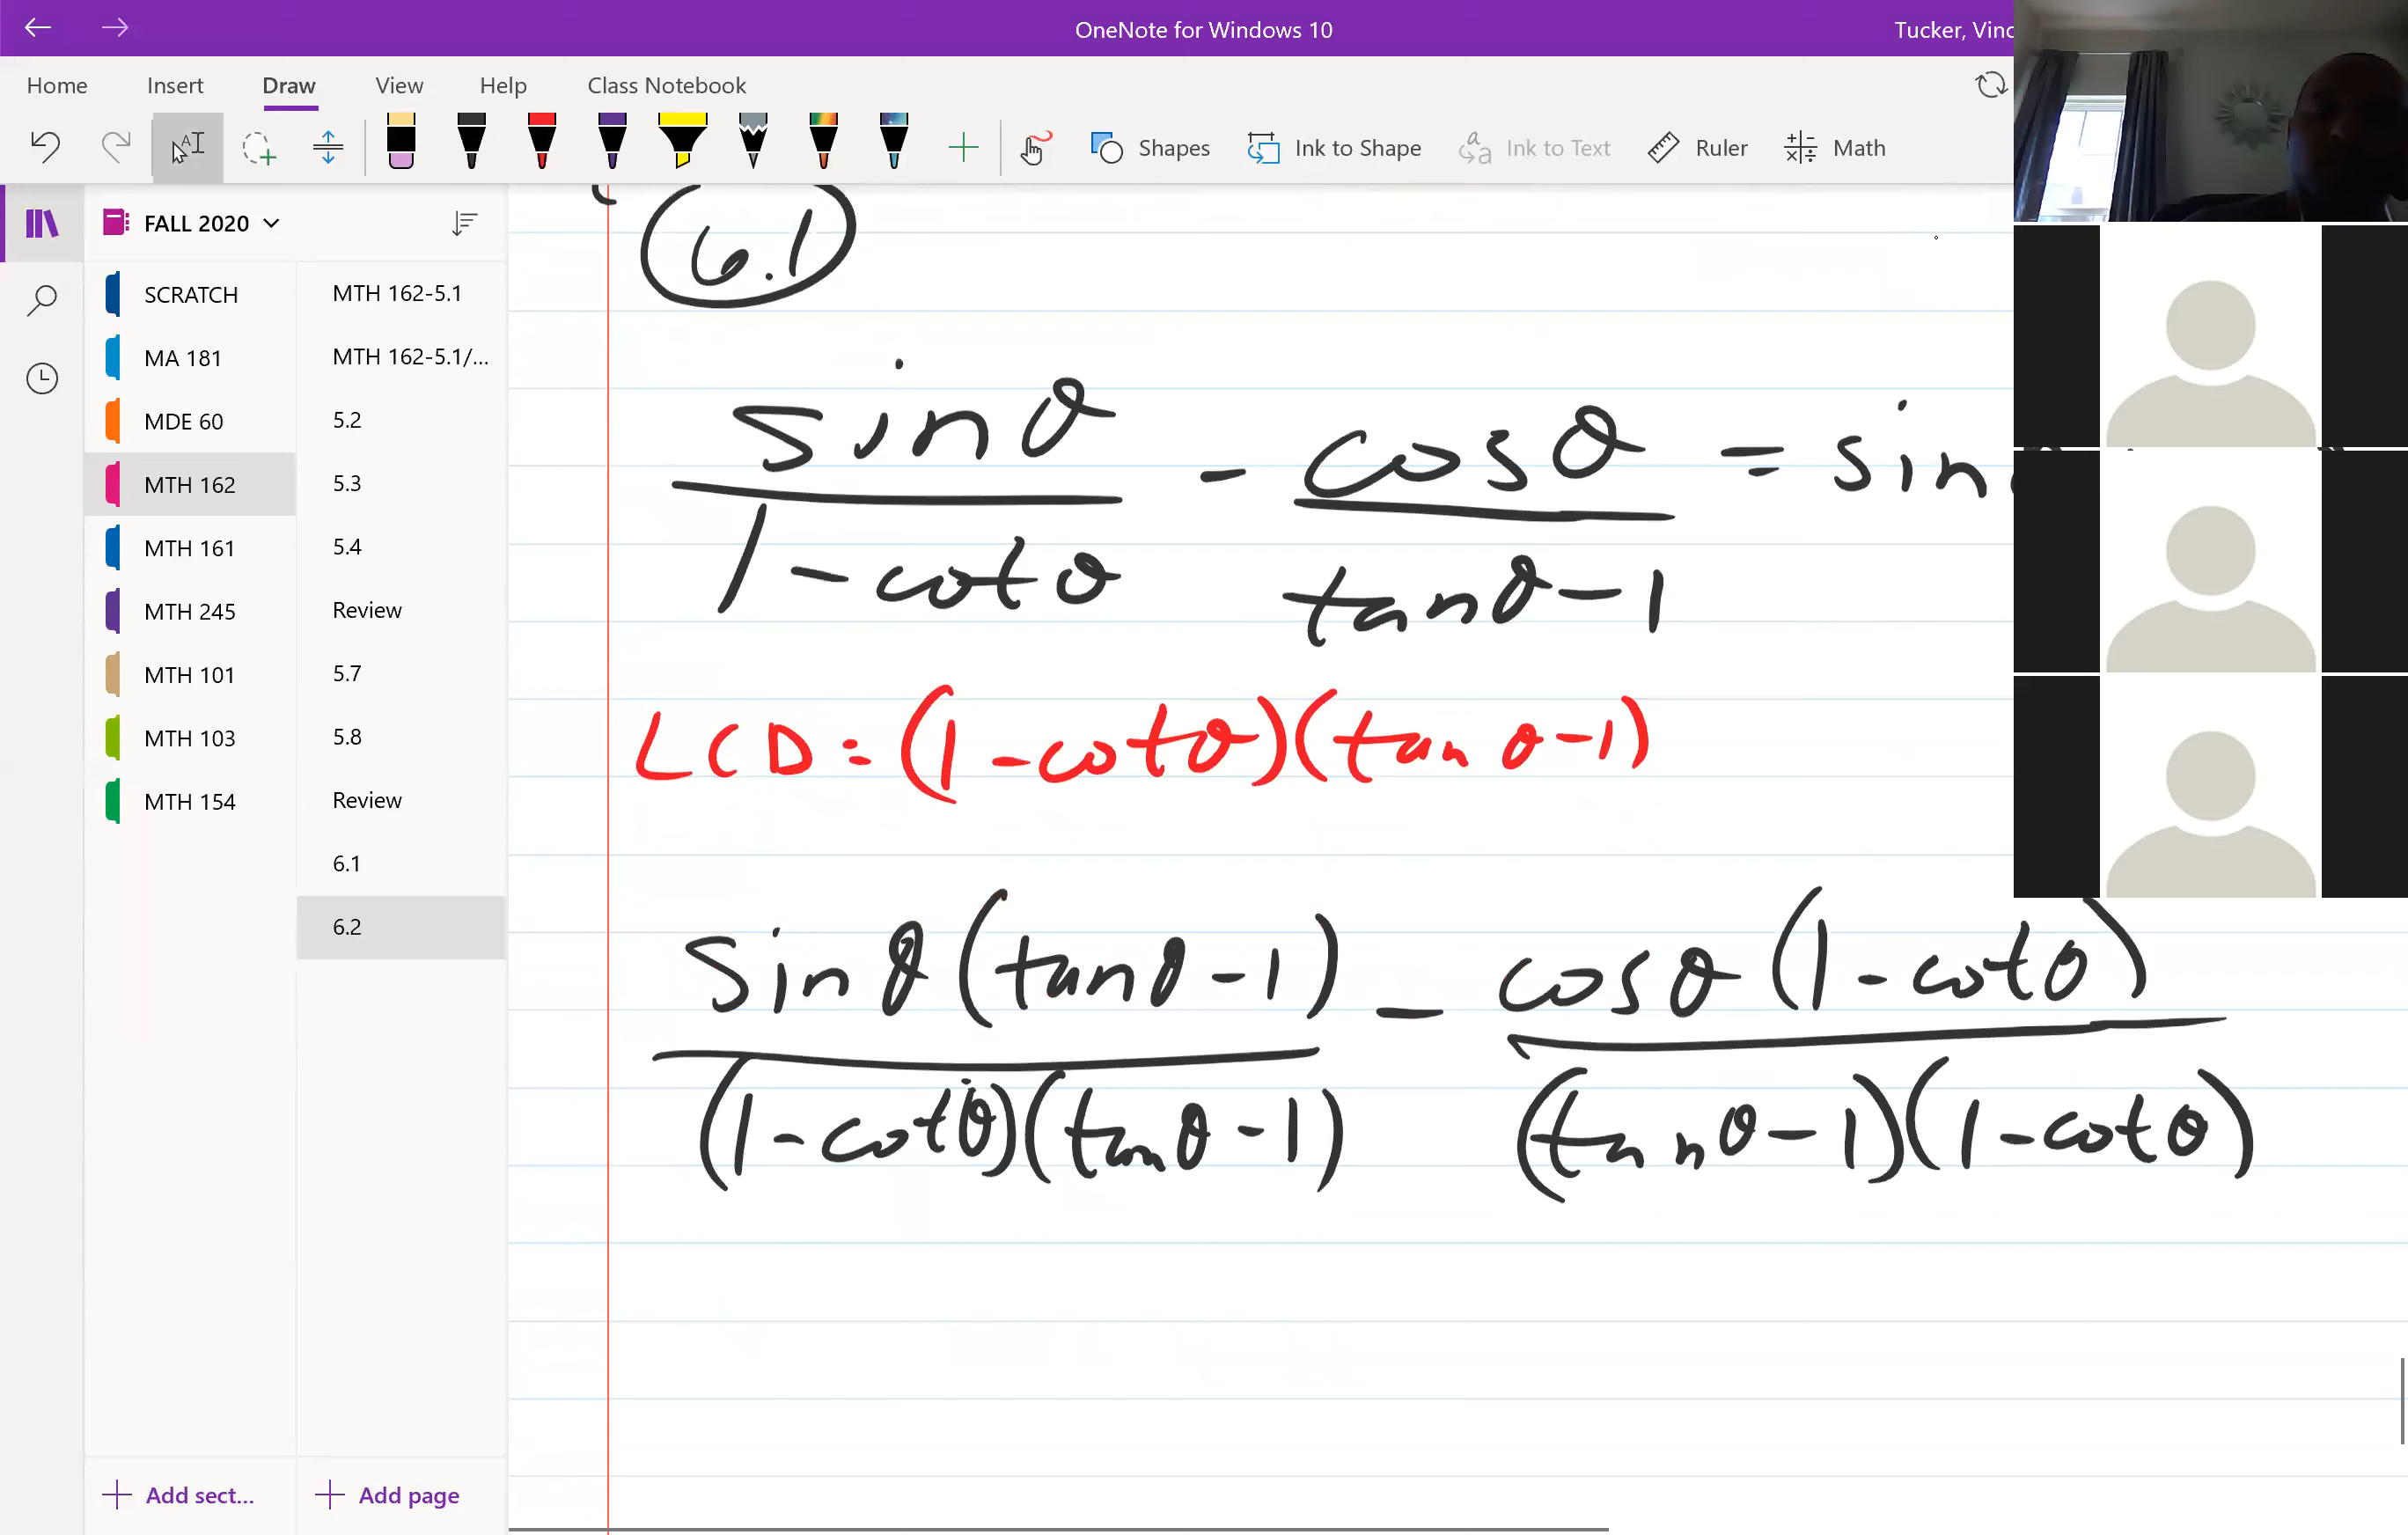 OneNote for Windows 10
Tucker, Vinc
Home Insert Draw View Help Class Notebook
Shapes Ink to Shape Ink to Text Ruler Math
FALL 2020
SCRATCH
MA 181
MDE 60
MTH 162
MTH 161
MTH 245
MTH 101
MTH 103
MTH 154
Add sect...
MTH 162-5.1
MTH 162-5.1/...
5.2
5.3
5.4
Review
5.7
5.8
Review
6.1
6.2
Add page
6.1
sinθ/(1-cotθ) - cosθ/(tanθ-1) = sin
LCD = (1-cotθ)(tanθ-1)
sinθ(tanθ-1)/(1-cotθ)(tanθ-1) - cosθ(1-cotθ)/(tanθ-1)(1-cotθ)